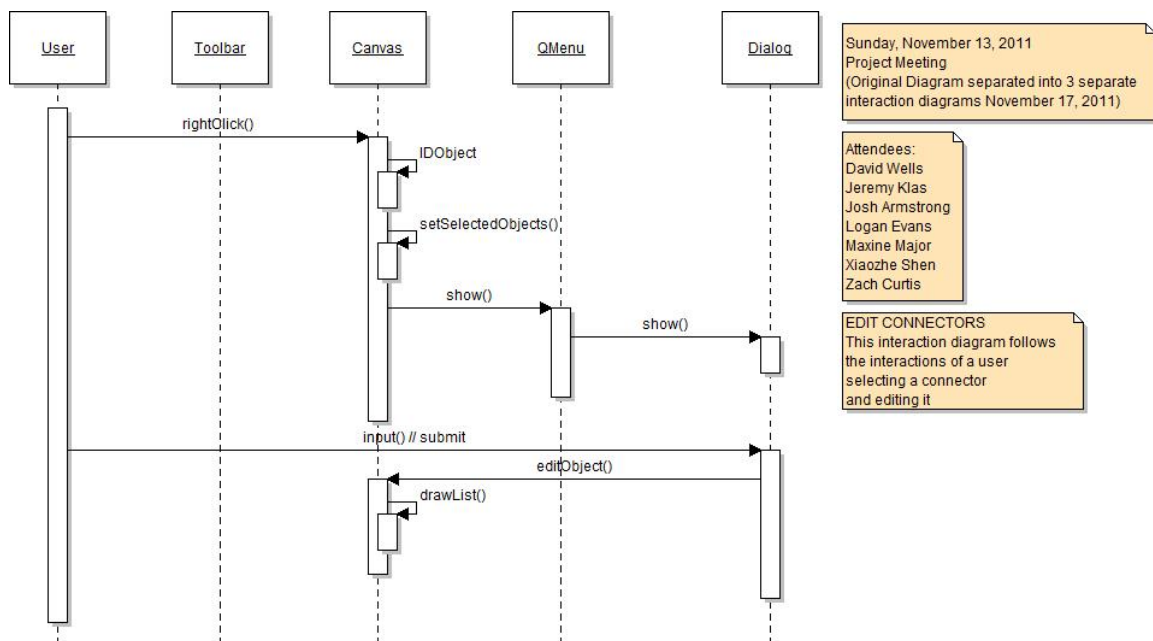 User
Toolbar
Canvas
QMenu
Dialog
rightClick()
IDObject
setSelectedObjects()
show()
show()
input() // submit
editObject()
drawList()
Sunday, November 13, 2011
Project Meeting
(Original Diagram separated into 3 separate
interaction diagrams November 17, 2011)
Attendees:
David Wells
Jeremy Klas
Josh Armstrong
Logan Evans
Maxine Major
Xiaozhe Shen
Zach Curtis
EDIT CONNECTORS
This interaction diagram follows
the interactions of a user
selecting a connector
and editing it